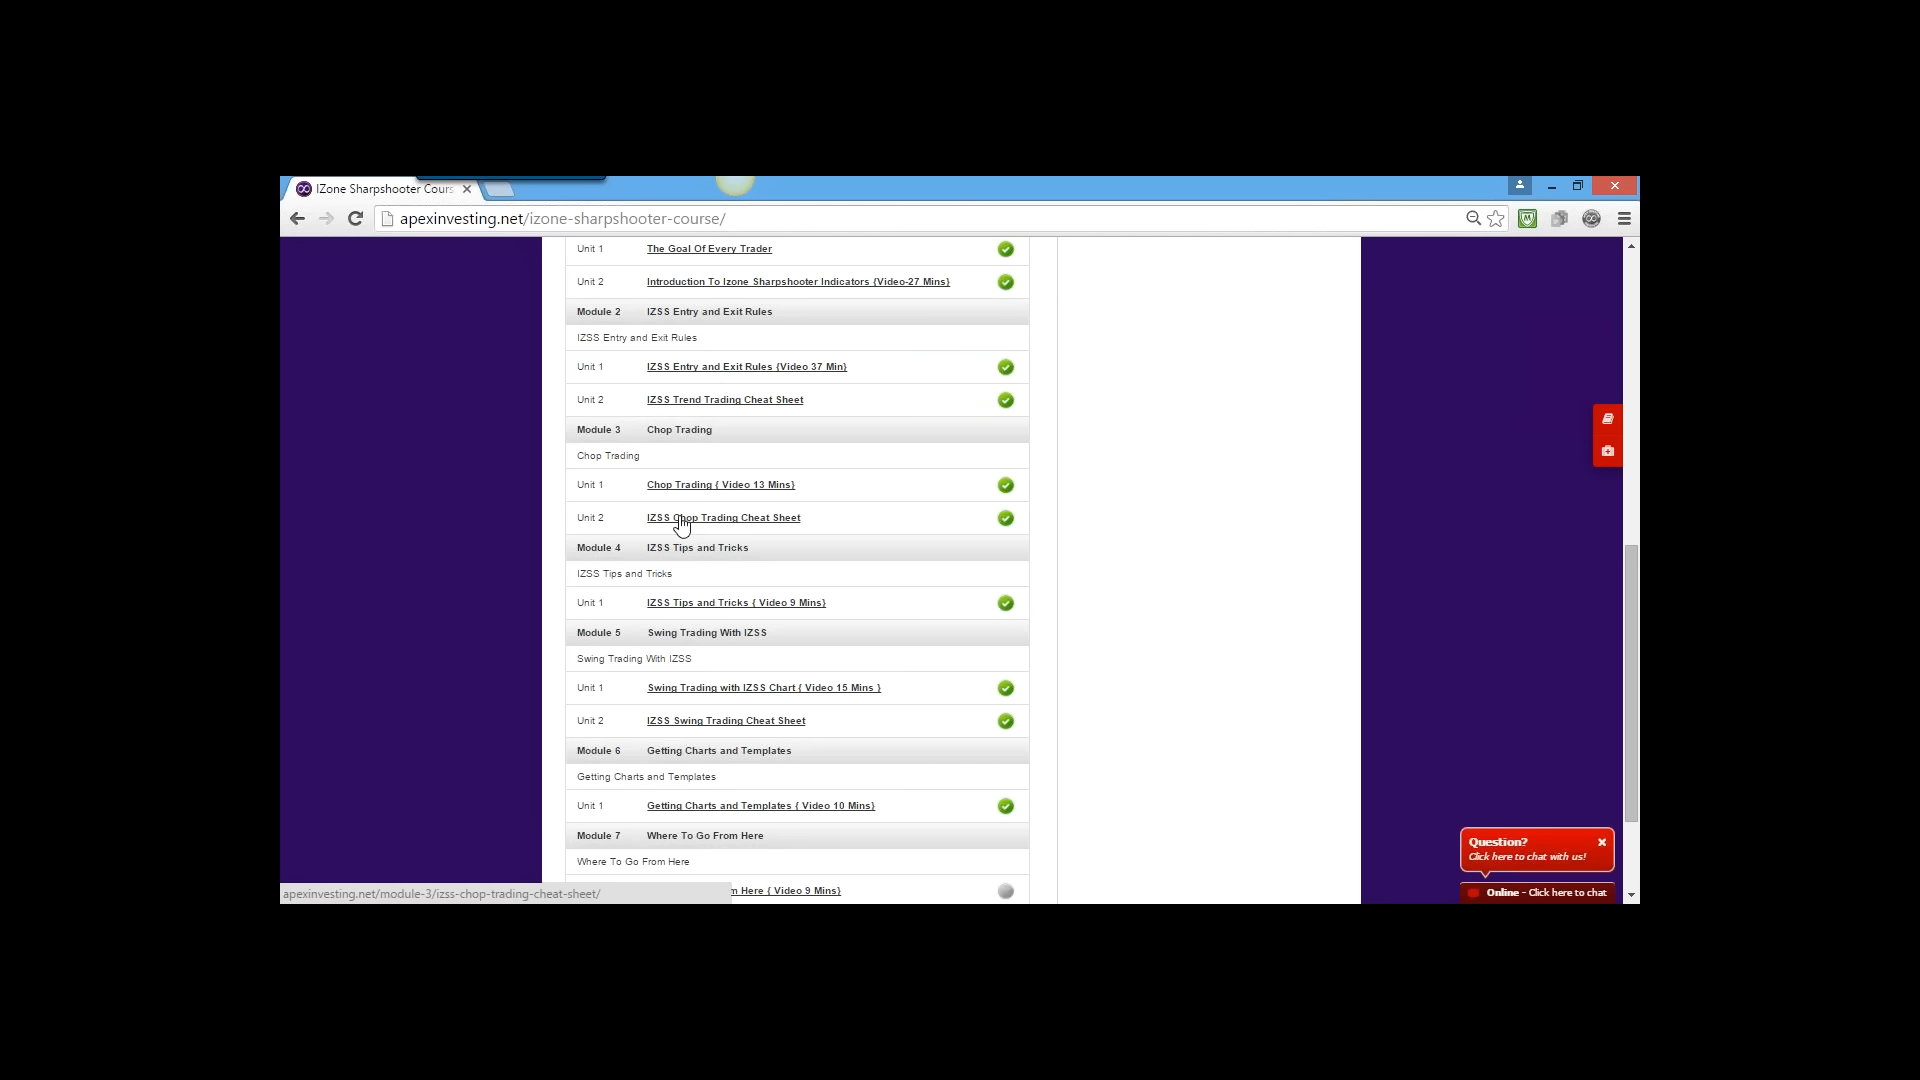 IZone Sharpshooter Cours
apexinvesting.net/izone-sharpshooter-course/
Unit 1 The Goal Of Every Trader
Unit 2 Introduction To Izone Sharpshooter Indicators {Video-27 Mins}
Module 2 IZSS Entry and Exit Rules
IZSS Entry and Exit Rules
Unit 1 IZSS Entry and Exit Rules {Video 37 Min}
Unit 2 IZSS Trend Trading Cheat Sheet
Module 3 Chop Trading
Chop Trading
Unit 1 Chop Trading { Video 13 Mins}
Unit 2 IZSS Chop Trading Cheat Sheet
Module 4 IZSS Tips and Tricks
IZSS Tips and Tricks
Unit 1 IZSS Tips and Tricks { Video 9 Mins}
Module 5 Swing Trading With IZSS
Swing Trading With IZSS
Unit 1 Swing Trading with IZSS Chart { Video 15 Mins }
Unit 2 IZSS Swing Trading Cheat Sheet
Module 6 Getting Charts and Templates
Getting Charts and Templates
Unit 1 Getting Charts and Templates { Video 10 Mins}
Module 7 Where To Go From Here
Where To Go From Here
m Here { Video 9 Mins}
apexinvesting.net/module-3/izss-chop-trading-cheat-sheet/
Question?
Click here to chat with us!
Online - Click here to chat